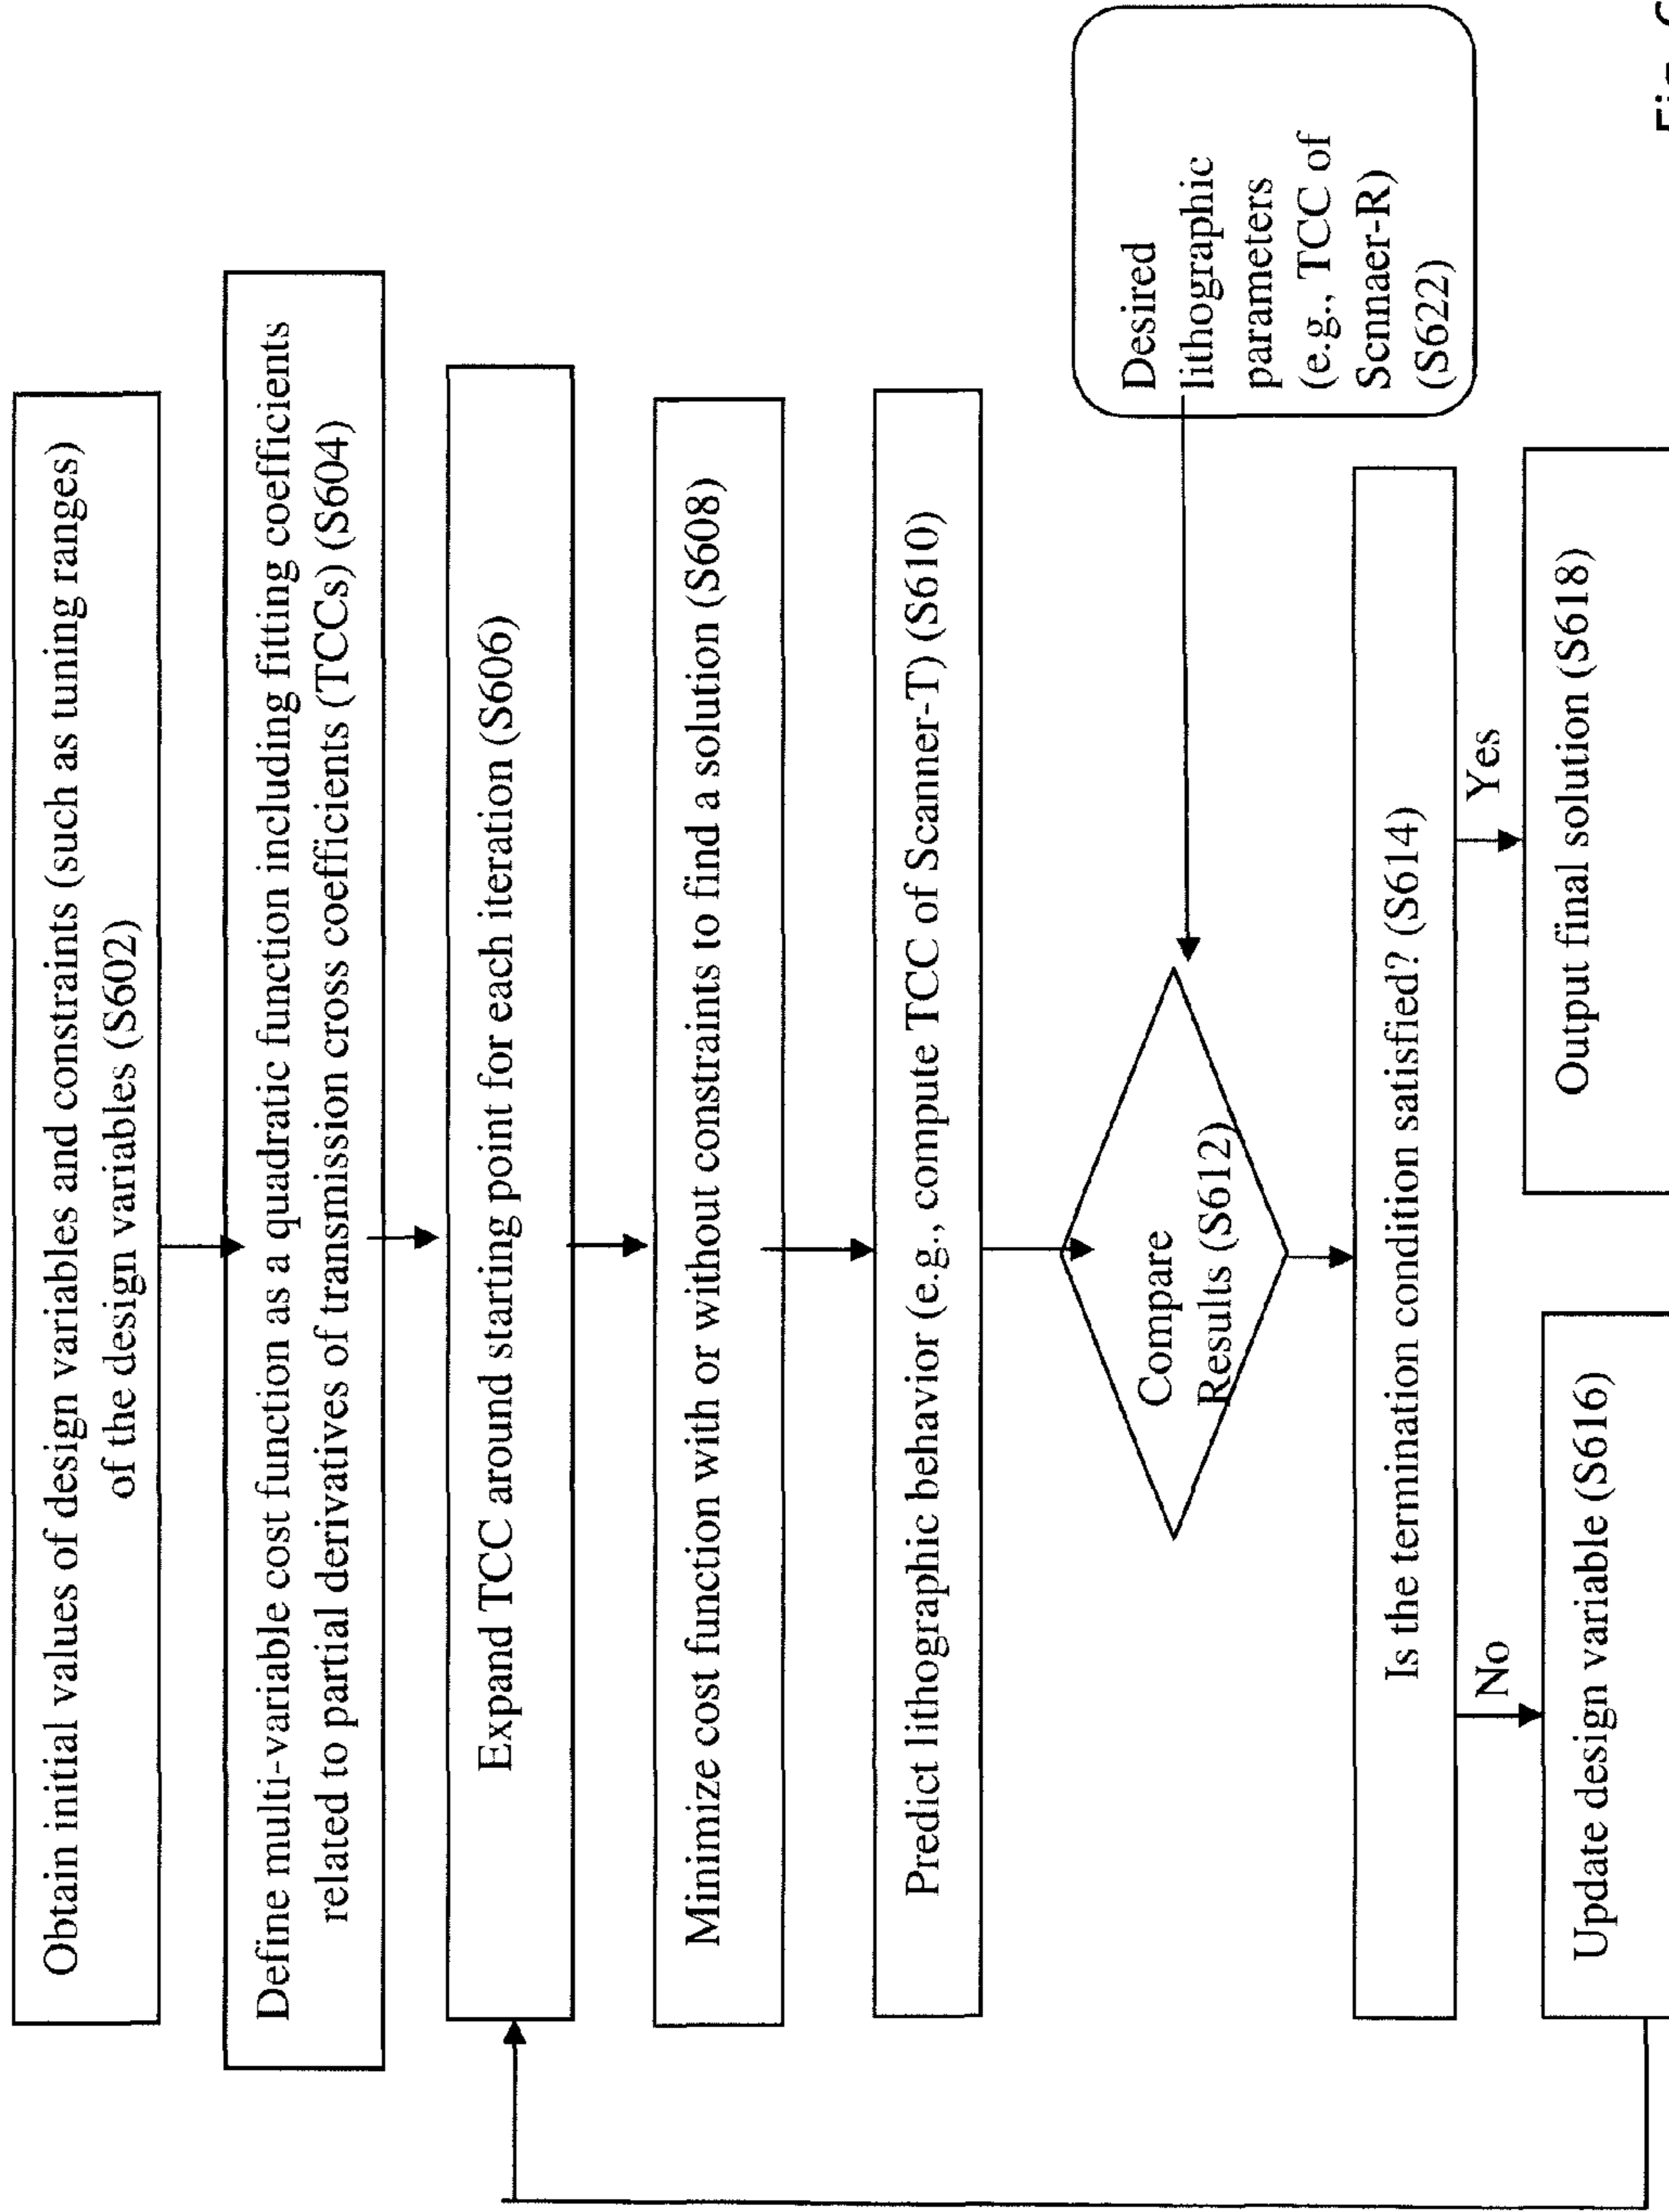 Obtain initial values of design variables and constraints (such as tuning ranges)
of the design variables (S602)
Define multi-variable cost function as a quadratic function including fitting coefficients
related to partial derivatives of transmission cross coefficients (TCCs) (S604)
Expand TCC around starting point for each iteration (S606)
Minimize cost function with or without constraints to find a solution (S608)
Predict lithographic behavior (e.g., compute TCC of Scanner-T) (S610)
Compare
Results (S612)
Desired
lithographic
parameters
(e.g., TCC of
Scnnaer-R)
(S622)
Is the termination condition satisfied? (S614)
No
Yes
Update design variable (S616)
Output final solution (S618)
Fig.